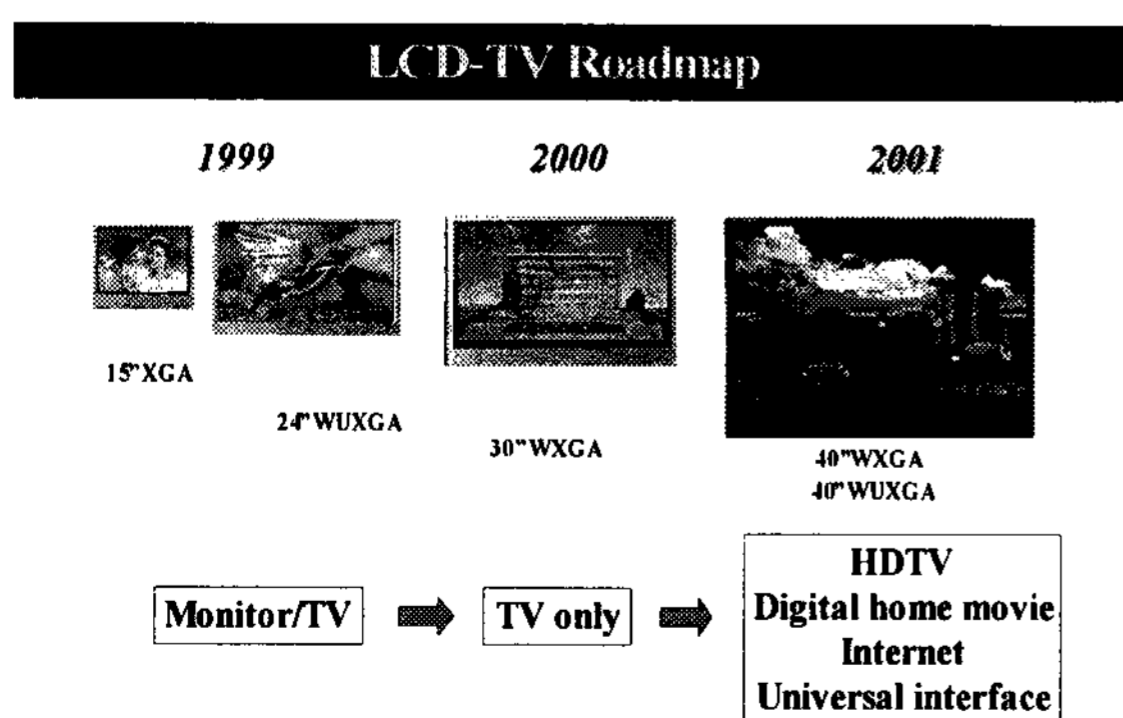 LCD-TV Roadmap
1999
2000
2001
15"XGA
24"WUXGA
30"WXGA
40"WXGA
40"WUXGA
Monitor/TV
TV only
HDTV
Digital home movie
Internet
Universal interface